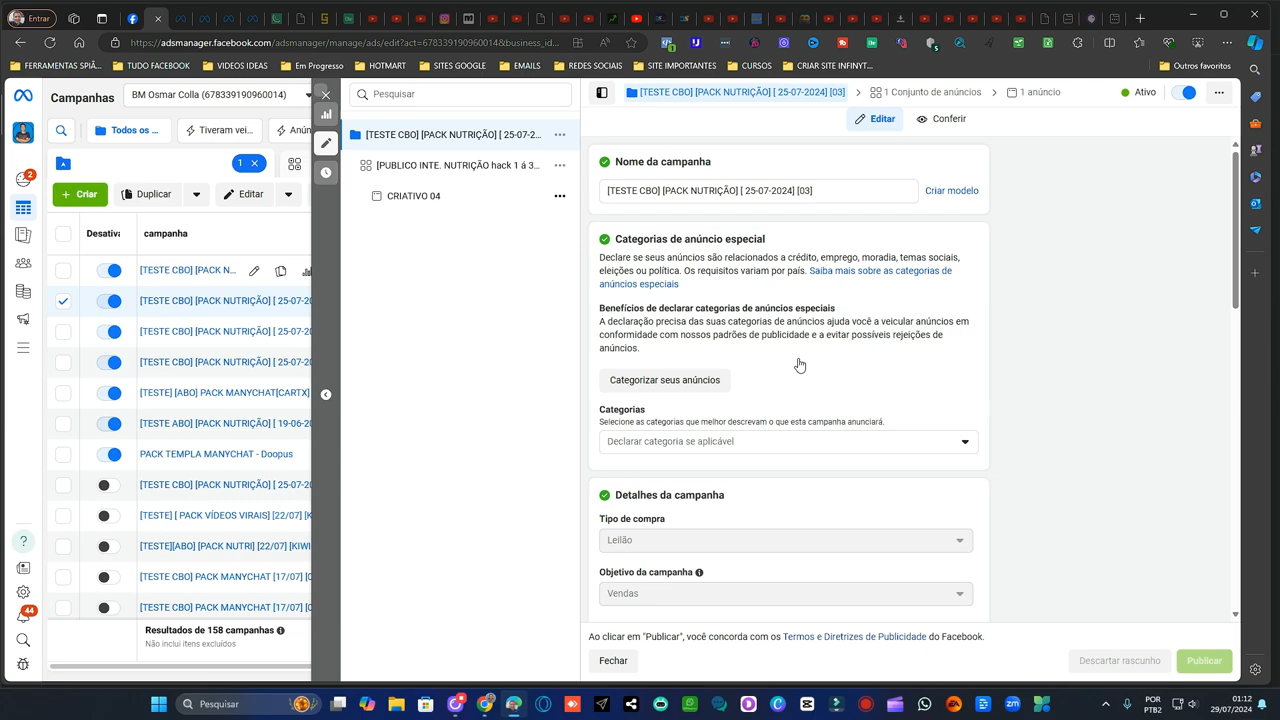 Entrar
https://adsmanager.facebook.com/adsmanager/manage/ads/edit?act=678339190960014&business_id...
FERRAMENTAS SPIÂ...
TUDO FACEBOOK
VIDEOS IDEAS
Em Progresso
HOTMART
SITES GOOGLE
EMAILS
REDES SOCIAIS
SITE IMPORTANTES
CURSOS
CRIAR SITE INFINYT...
Outros favoritos
Campanhas
BM Osmar Colla (678339190960014)
Todos os ...
Tiveram vei...
Anún
1
Criar
Duplicar
Editar
Desativa
campanha
[TESTE CBO] [PACK N...
[TESTE CBO] [PACK NUTRIÇÃO] [ 25-07-20
[TESTE CBO] [PACK NUTRIÇÃO] [ 25-07-20
[TESTE CBO] [PACK NUTRIÇÃO] [ 25-07-20
[TESTE] [ABO] PACK MANYCHAT[CARTX]
[TESTE ABO] [PACK NUTRIÇÃO] [ 19-06-20
PACK TEMPLA MANYCHAT - Doopus
[TESTE CBO] [PACK NUTRIÇÃO] [ 25-07-20
[TESTE] [ PACK VÍDEOS VIRAIS] [22/07] [K
[TESTE][ABO] [PACK NUTRI] [22/07] [KIWI
[TESTE CBO] PACK MANYCHAT [17/07] [C
[TESTE CBO] PACK MANYCHAT [17/07] [C
Resultados de 158 campanhas
Não inclui itens excluídos
2
44
Pesquisar
[TESTE CBO] [PACK NUTRIÇÃO] [ 25-07-2...
[PUBLICO INTE. NUTRIÇÃO hack 1 á 3...
CRIATIVO 04
[TESTE CBO] [PACK NUTRIÇÃO] [ 25-07-2024] [03]
1 Conjunto de anúncios
1 anúncio
Ativo
Editar
Conferir
Nome da campanha
[TESTE CBO] [PACK NUTRIÇÃO] [ 25-07-2024] [03]
Criar modelo
Categorias de anúncio especial
Declare se seus anúncios são relacionados a crédito, emprego, moradia, temas sociais,
eleições ou política. Os requisitos variam por país. Saiba mais sobre as categorias de
anúncios especiais
Benefícios de declarar categorias de anúncios especiais
A declaração precisa das suas categorias de anúncios ajuda você a veicular anúncios em
conformidade com nossos padrões de publicidade e a evitar possíveis rejeições de
anúncios.
Categorizar seus anúncios
Categorias
Selecione as categorias que melhor descrevam o que esta campanha anunciará.
Declarar categoria se aplicável
Detalhes da campanha
Tipo de compra
Leilão
Objetivo da campanha
Vendas
Ao clicar em "Publicar", você concorda com os Termos e Diretrizes de Publicidade do Facebook.
Fechar
Descartar rascunho
Publicar
Pesquisar
POR
PTB2
01:12
29/07/2024